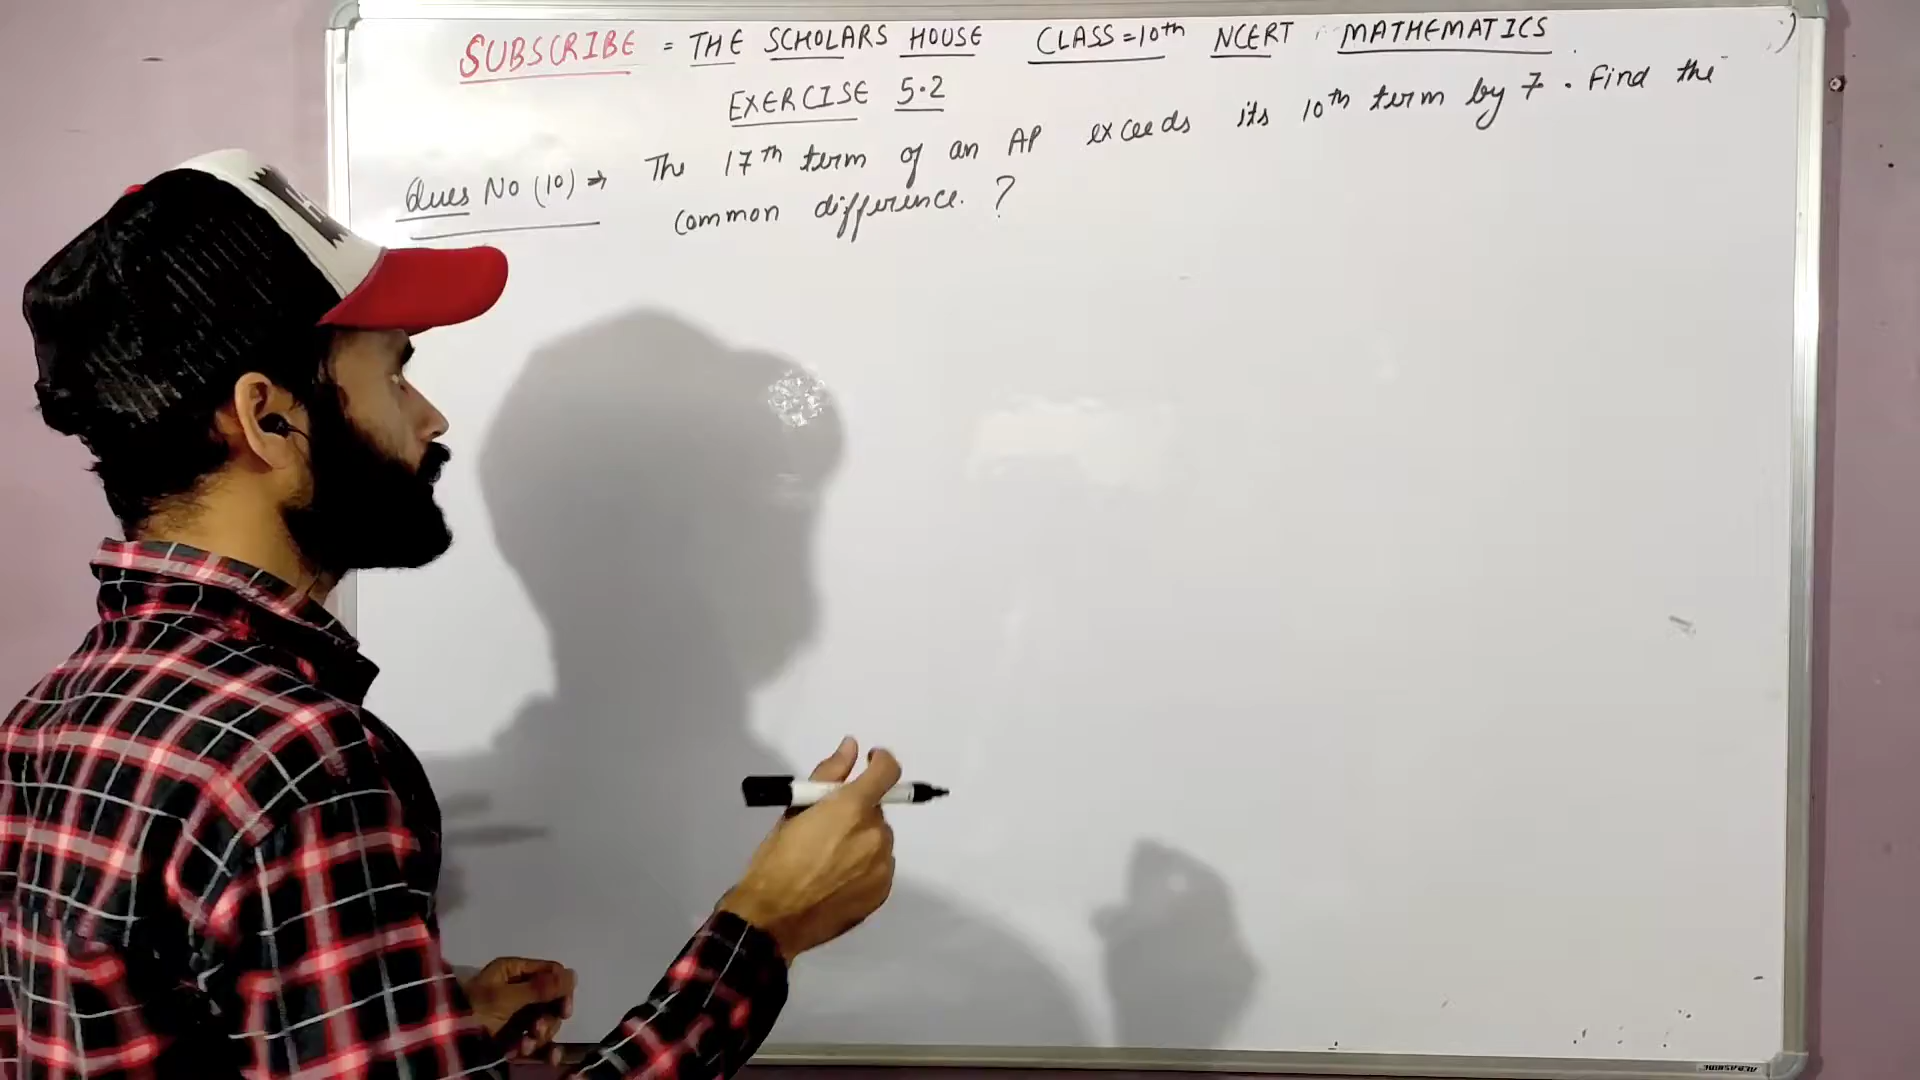 SUBSCRIBE = THE SCHOLARS HOUSE CLASS=10th NCERT MATHEMATICS
EXERCISE 5.2
Ques No (10) ⇒ The 17th term of an AP exceeds its 10th term by 7. Find the
common difference. ?